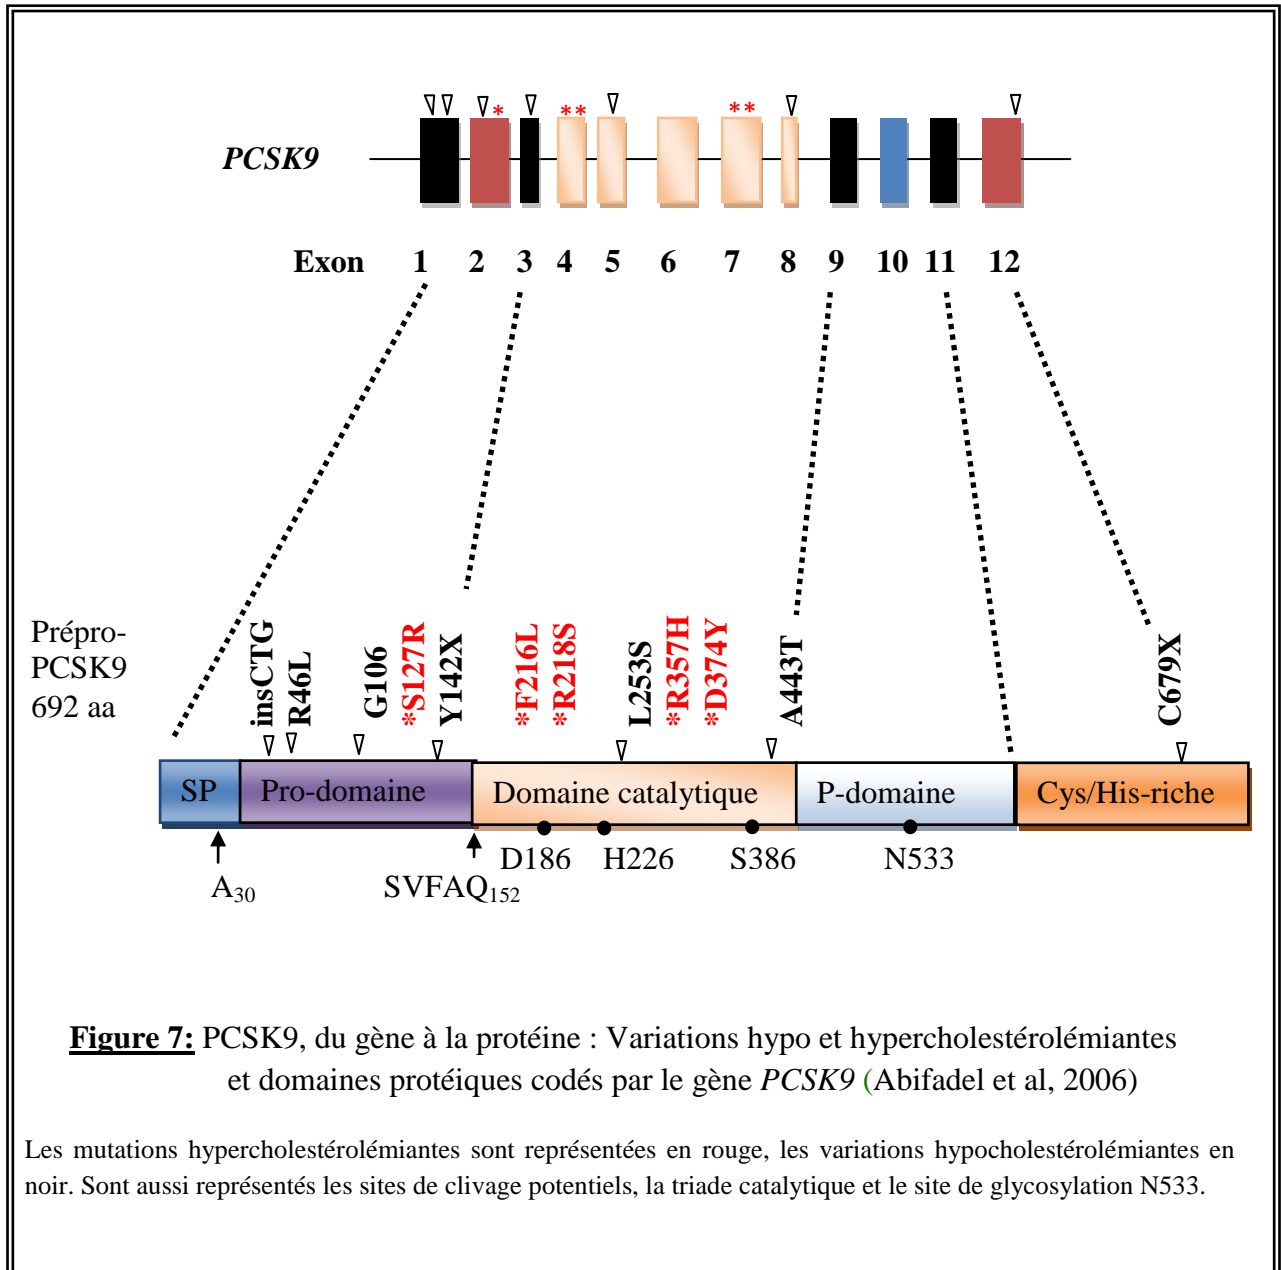 * ** **
PCSK9
Exon 1 2 3 4 5 6 7 8 9 10 11 12
Prépro-
PCSK9
692 aa
insCTG
R46L
G106
*S127R
Y142X
*F216L
*R218S
L253S
*R357H
*D374Y
A443T
C679X
SP Pro-domaine Domaine catalytique P-domaine Cys/His-riche
D186 H226 S386 N533
A30 SVFAQ152
Figure 7: PCSK9, du gène à la protéine : Variations hypo et hypercholestérolémiantes
et domaines protéiques codés par le gène PCSK9 (Abifadel et al, 2006)
Les mutations hypercholestérolémiantes sont représentées en rouge, les variations hypocholestérolémiantes en
noir. Sont aussi représentés les sites de clivage potentiels, la triade catalytique et le site de glycosylation N533.